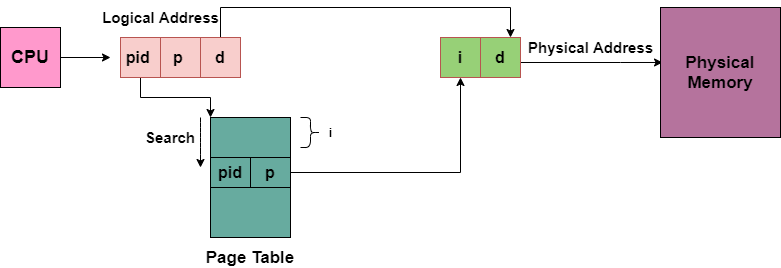 Logical Address
CPU
pid p d
i d
Physical Address
Physical
Memory
Search
i
pid p
Page Table